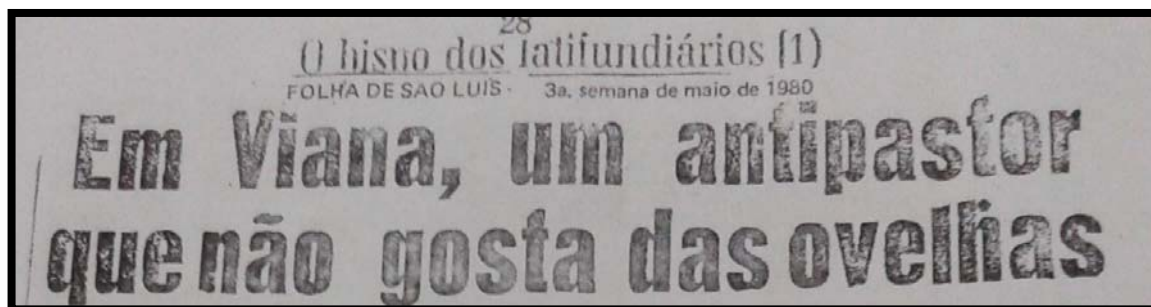 28
O bispo dos latifundiários (1)
FOLHA DE SAO LUIS - 3a. semana de maio de 1980
Em Viana, um antipastor
que não gosta das ovelhas